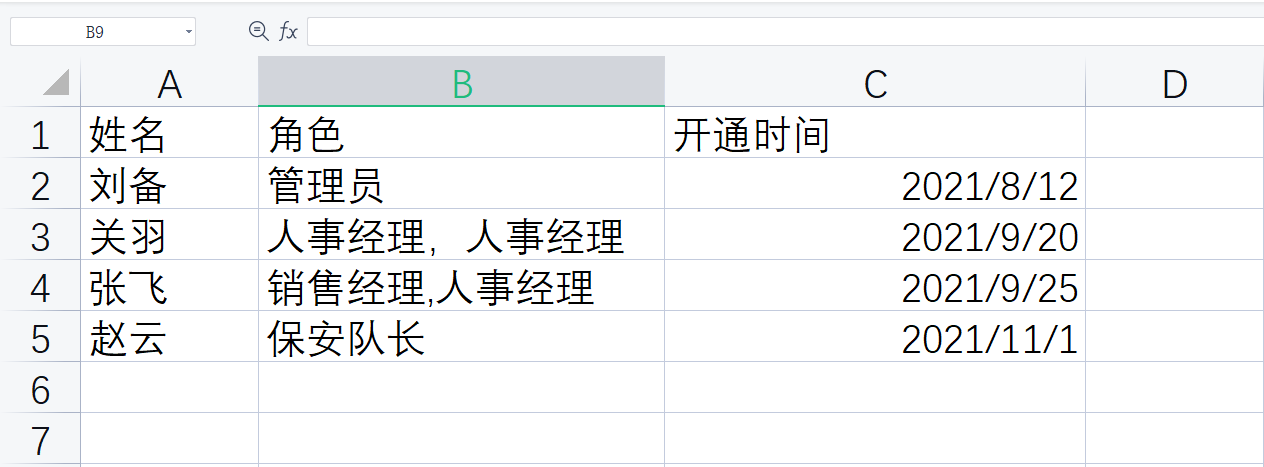 B9 fx
A B C D
1 姓名 角色 开通时间
2 刘备 管理员 2021/8/12
3 关羽 人事经理，人事经理 2021/9/20
4 张飞 销售经理,人事经理 2021/9/25
5 赵云 保安队长 2021/11/1
6
7